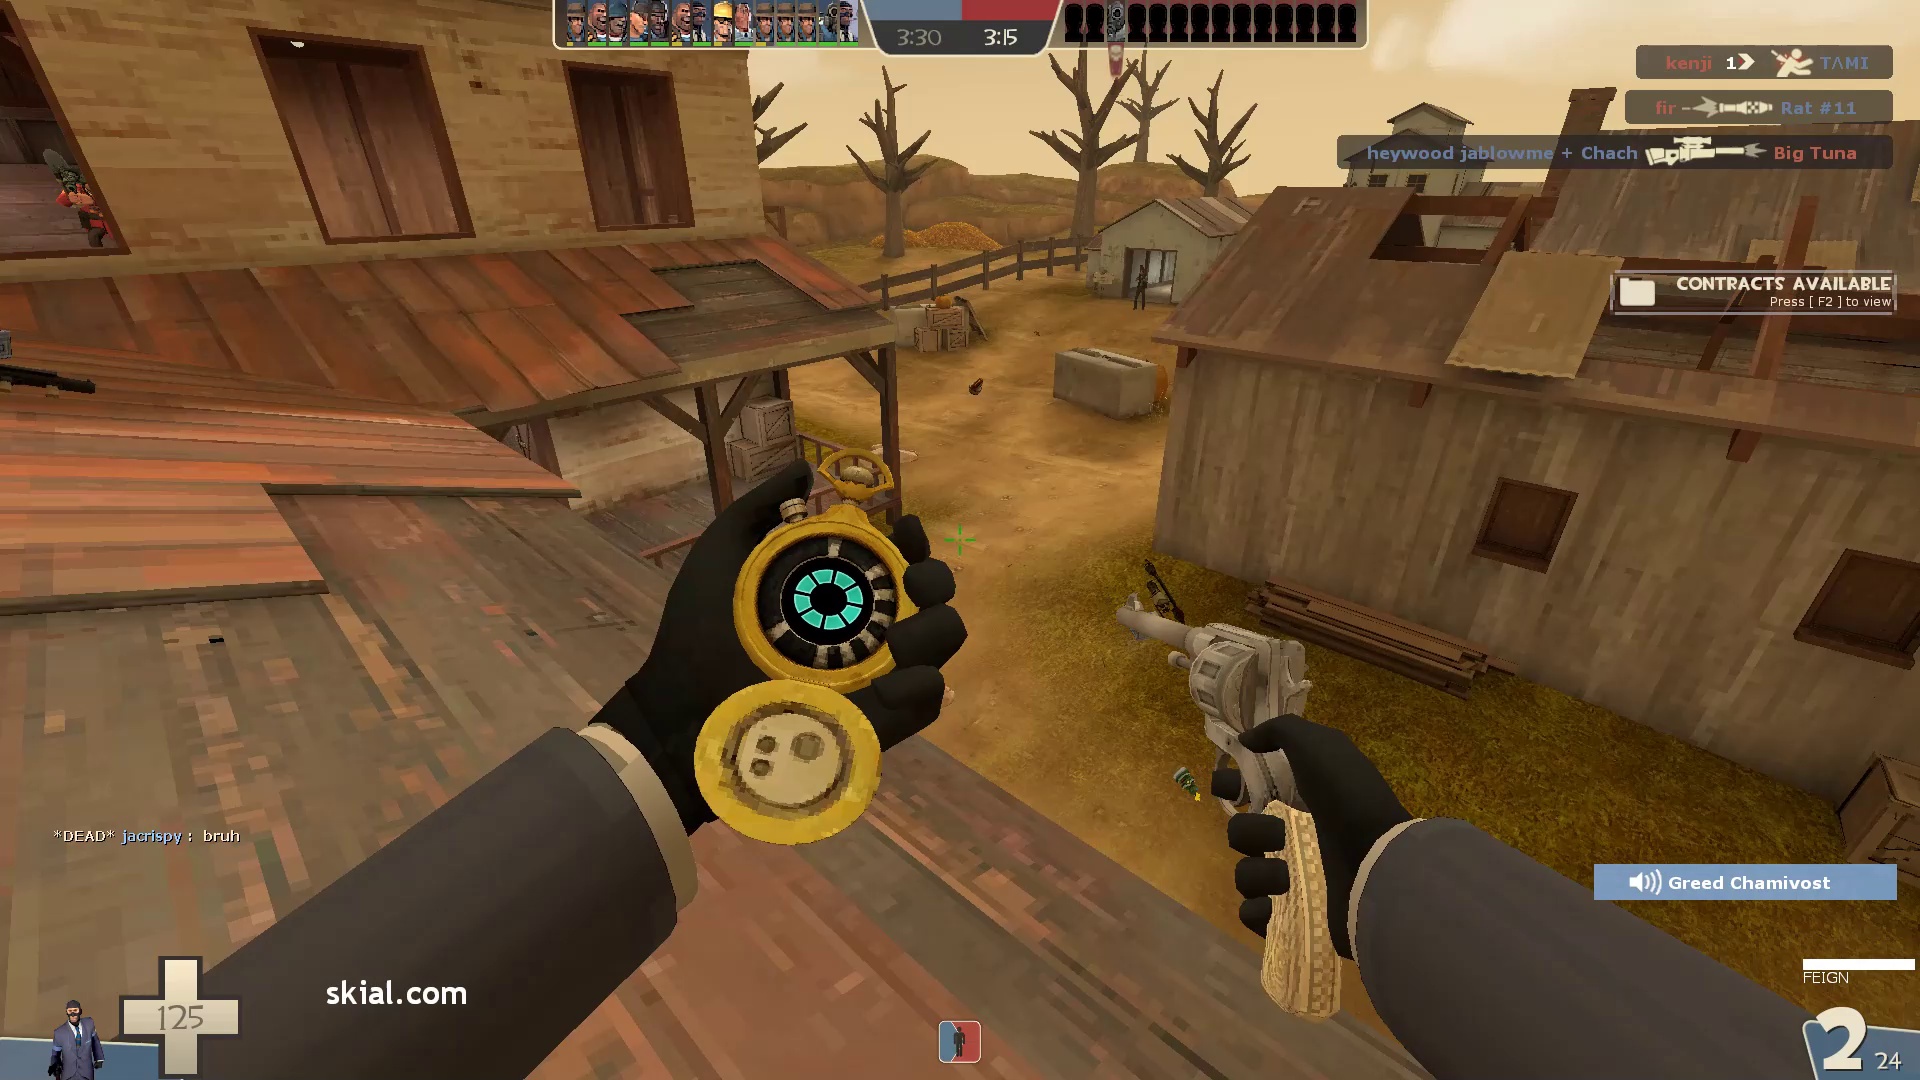 3:30 3:15
kenji 1 TΛMI
fir Rat #11
heywood jablowme + Chach Big Tuna
CONTRACTS AVAILABLE
Press [ F2 ] to view
*DEAD* jacrispy : bruh
Greed Chamivost
FEIGN
skial.com
125
2 24